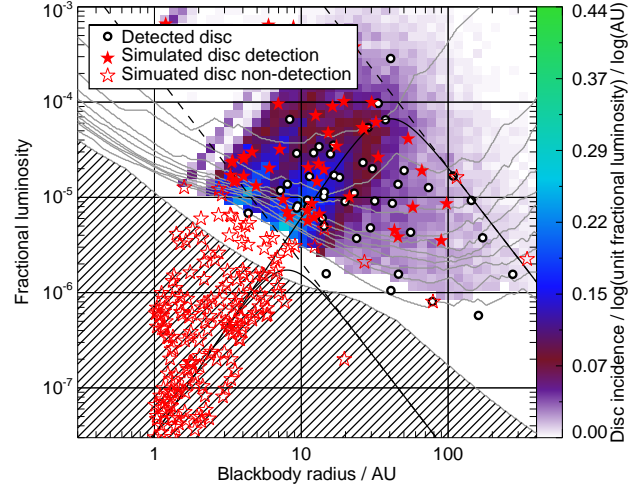 10^-3
10^-4
10^-5
10^-6
10^-7
Fractional luminosity
Detected disc
Simulated disc detection
Simuated disc non-detection
1
10
100
Blackbody radius / AU
0.44
0.37
0.29
0.22
0.15
0.07
0.00
Disc incidence / log(unit fractional luminosity) / log(AU)